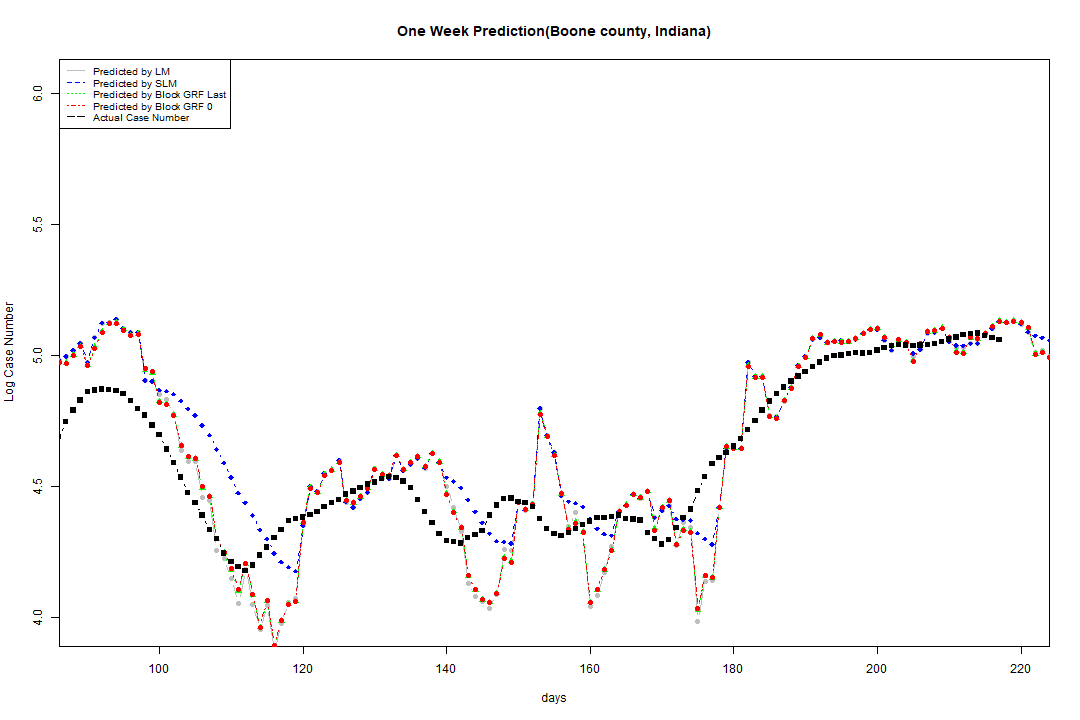 One Week Prediction(Boone county, Indiana)
Predicted by LM
Predicted by SLM
Predicted by Block GRF Last
Predicted by Block GRF 0
Actual Case Number
Log Case Number
6.0
5.5
5.0
4.5
4.0
100 120 140 160 180 200 220
days